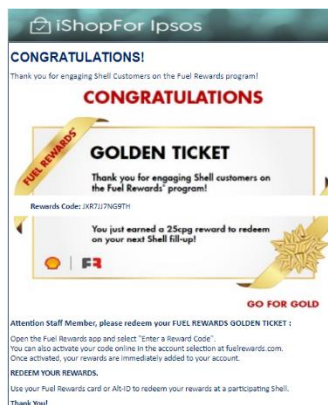 iShopFor Ipsos
CONGRATULATIONS!
Thank you for engaging Shell Customers on the Fuel Rewards program!
CONGRATULATIONS
FUEL REWARDS®
GOLDEN TICKET
Thank you for engaging Shell customers on
the Fuel Rewards® program!
Rewards Code: JXR7JJ7NG9TH
You just earned a 25cpg reward to redeem
on your next Shell fill-up!
FR
GO FOR GOLD
Attention Staff Member, please redeem your FUEL REWARDS GOLDEN TICKET :
Open the Fuel Rewards app and select "Enter a Reward Code".
You can also activate your code online in the account selection at fuelrewards.com.
Once activated, your rewards are immediately added to your account.
REDEEM YOUR REWARDS.
Use your Fuel Rewards card or Alt-ID to redeem your rewards at a participating Shell.
Thank You!